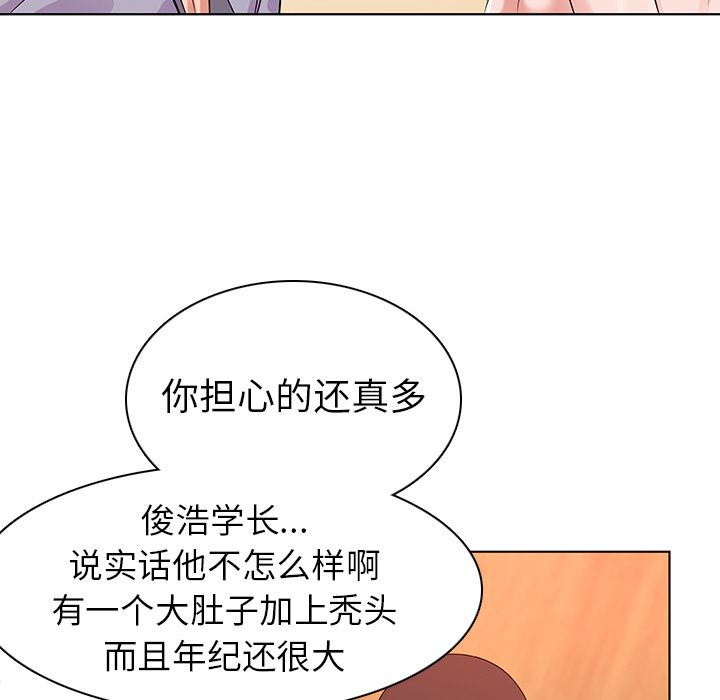 你担心的还真多
俊浩学长...
说实话他不怎么样啊
有一个大肚子加上秃头
而且年纪还很大